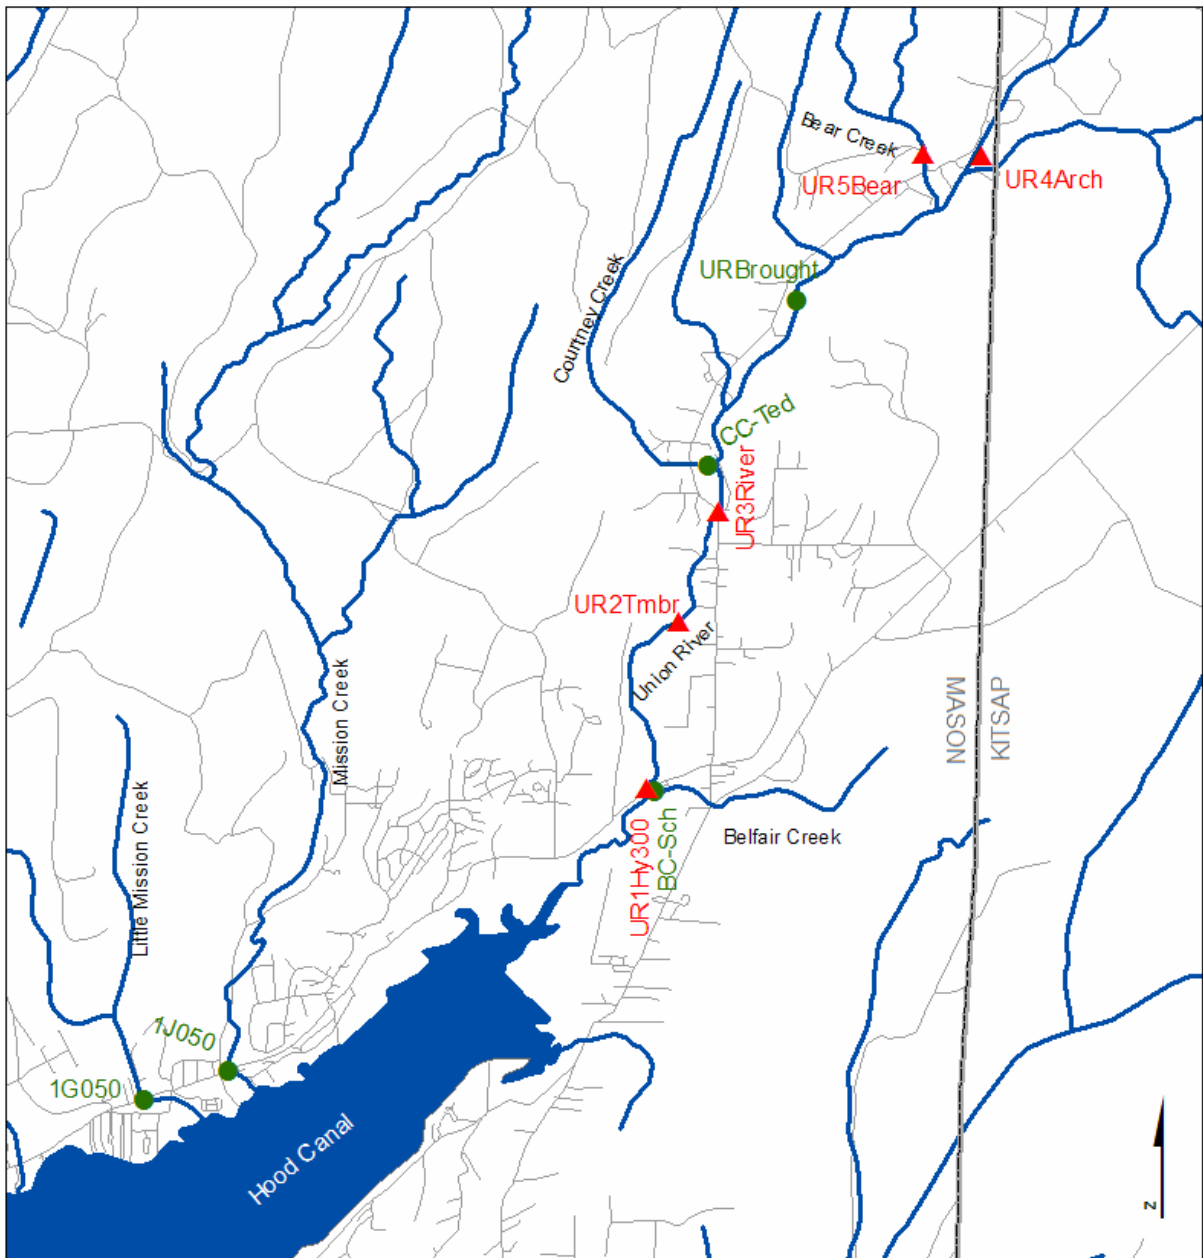 Bear Creek
UR5Bear
UR4Arch
URBrought
Courtney Creek
CC-Ted
UR3River
UR2Tmbr
Union River
MASON
KITSAP
Mission Creek
Little Mission Creek
UR1Hy300
BC-Sch
Belfair Creek
1J050
1G050
Hood Canal
N